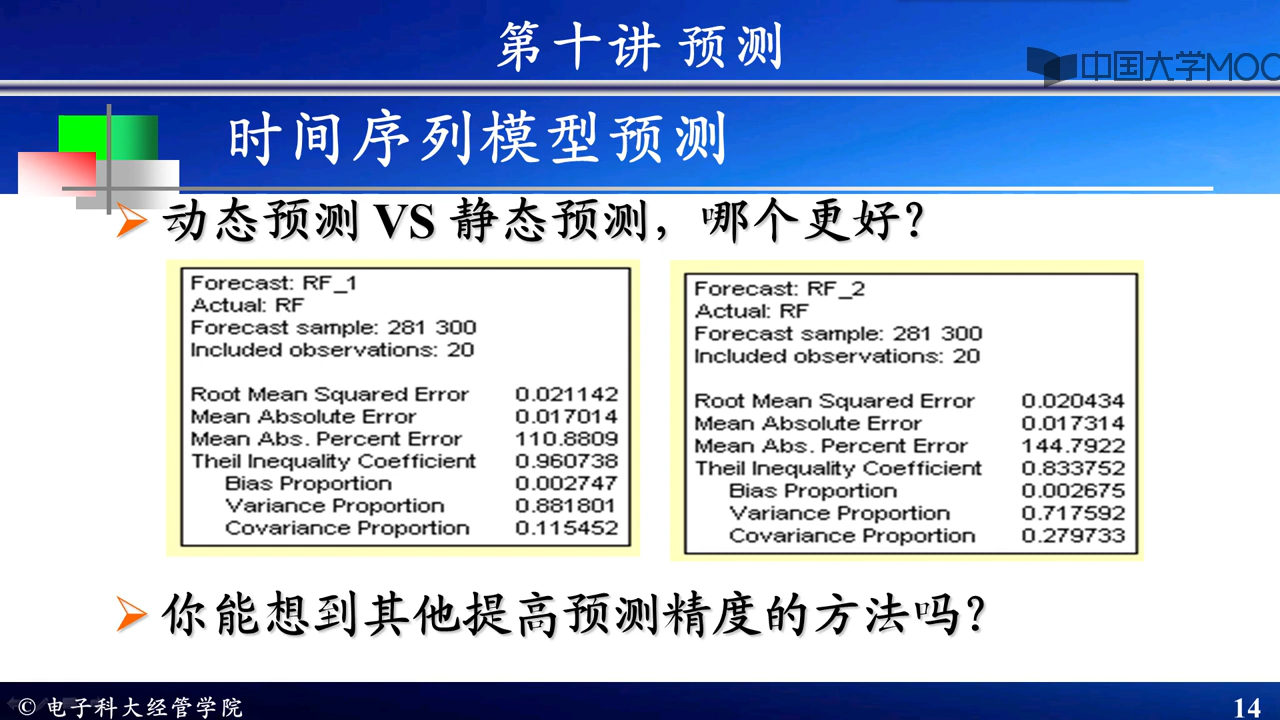 第十讲 预测
中国大学MOO
时间序列模型预测
动态预测 VS 静态预测，哪个更好？
Forecast: RF_1
Actual: RF
Forecast sample: 281 300
Included observations: 20
Root Mean Squared Error 0.021142
Mean Absolute Error 0.017014
Mean Abs. Percent Error 110.8809
Theil Inequality Coefficient 0.960738
Bias Proportion 0.002747
Variance Proportion 0.881801
Covariance Proportion 0.115452
Forecast: RF_2
Actual: RF
Forecast sample: 281 300
Included observations: 20
Root Mean Squared Error 0.020434
Mean Absolute Error 0.017314
Mean Abs. Percent Error 144.7922
Theil Inequality Coefficient 0.833752
Bias Proportion 0.002675
Variance Proportion 0.717592
Covariance Proportion 0.279733
你能想到其他提高预测精度的方法吗？
© 电子科大经管学院
14